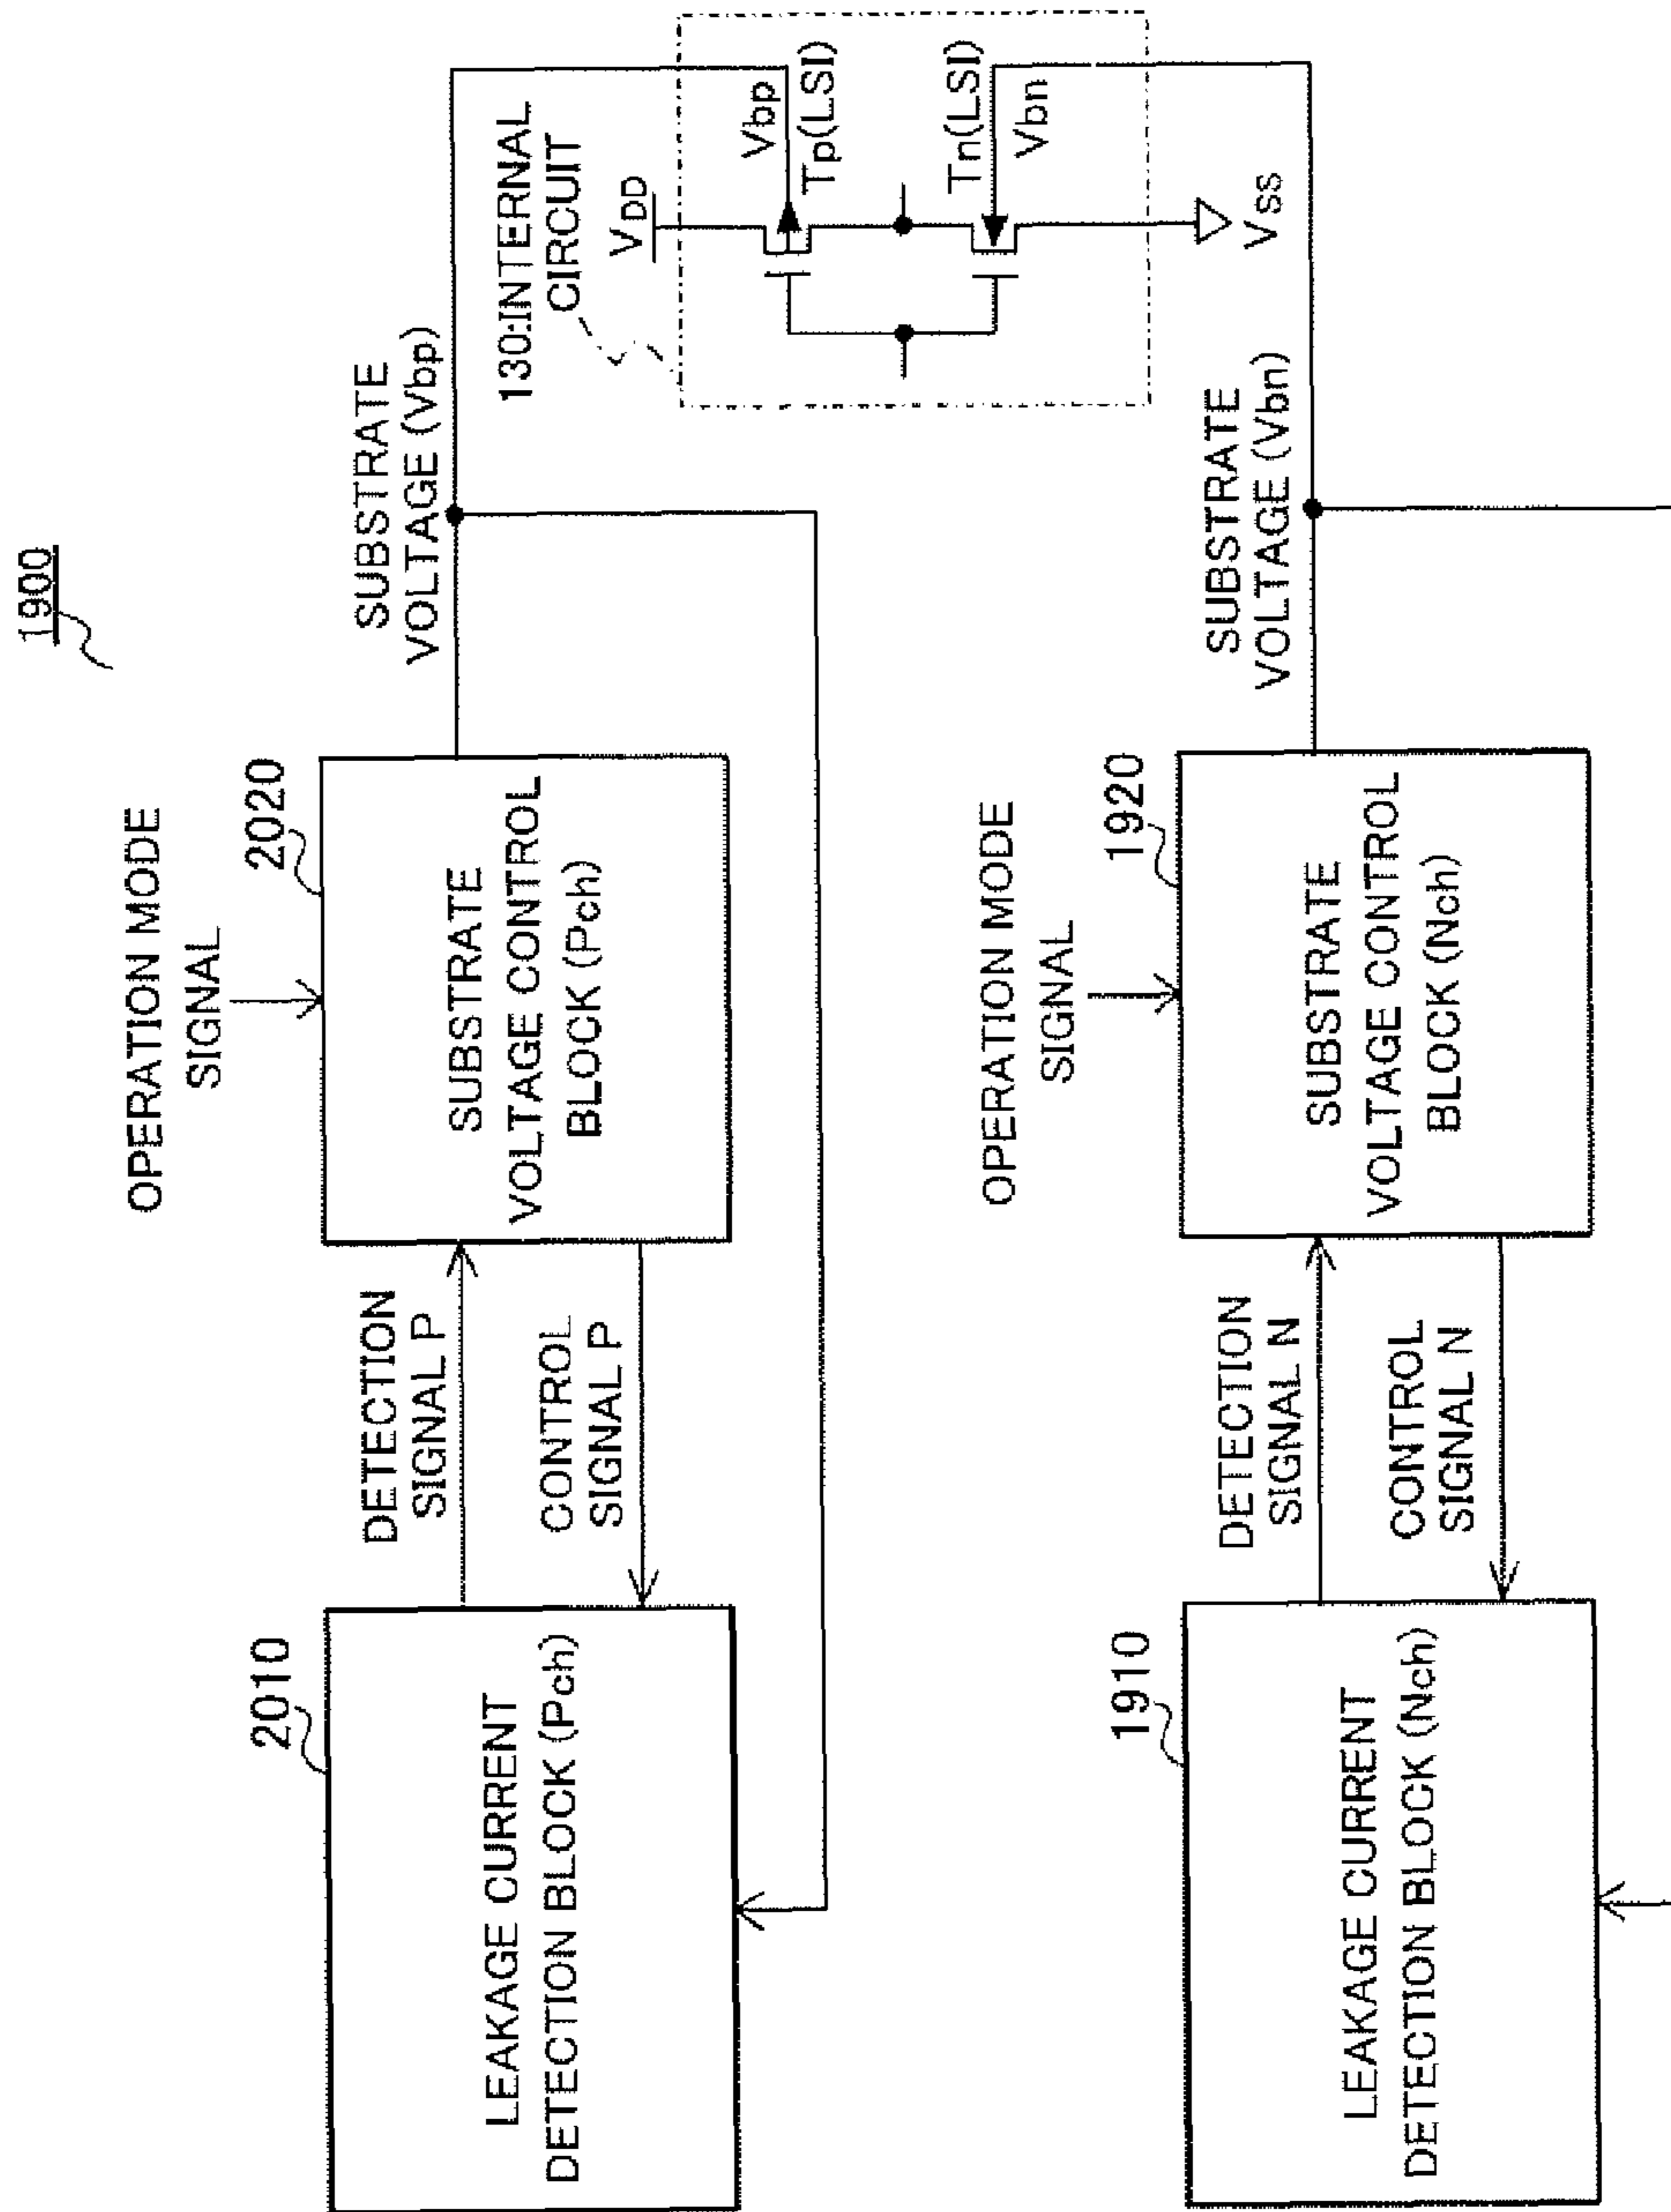 1900
2010
LEAKAGE CURRENT
DETECTION BLOCK (Pch)
DETECTION
SIGNAL P
CONTROL
SIGNAL P
OPERATION MODE
SIGNAL
2020
SUBSTRATE
VOLTAGE CONTROL
BLOCK (Pch)
SUBSTRATE
VOLTAGE (Vbp)
130:INTERNAL
CIRCUIT
VDD
Vbp
Tp(LSI)
Tn(LSI)
Vbn
VSS
1910
LEAKAGE CURRENT
DETECTION BLOCK (Nch)
DETECTION
SIGNAL N
CONTROL
SIGNAL N
OPERATION MODE
SIGNAL
1920
SUBSTRATE
VOLTAGE CONTROL
BLOCK (Nch)
SUBSTRATE
VOLTAGE (Vbn)